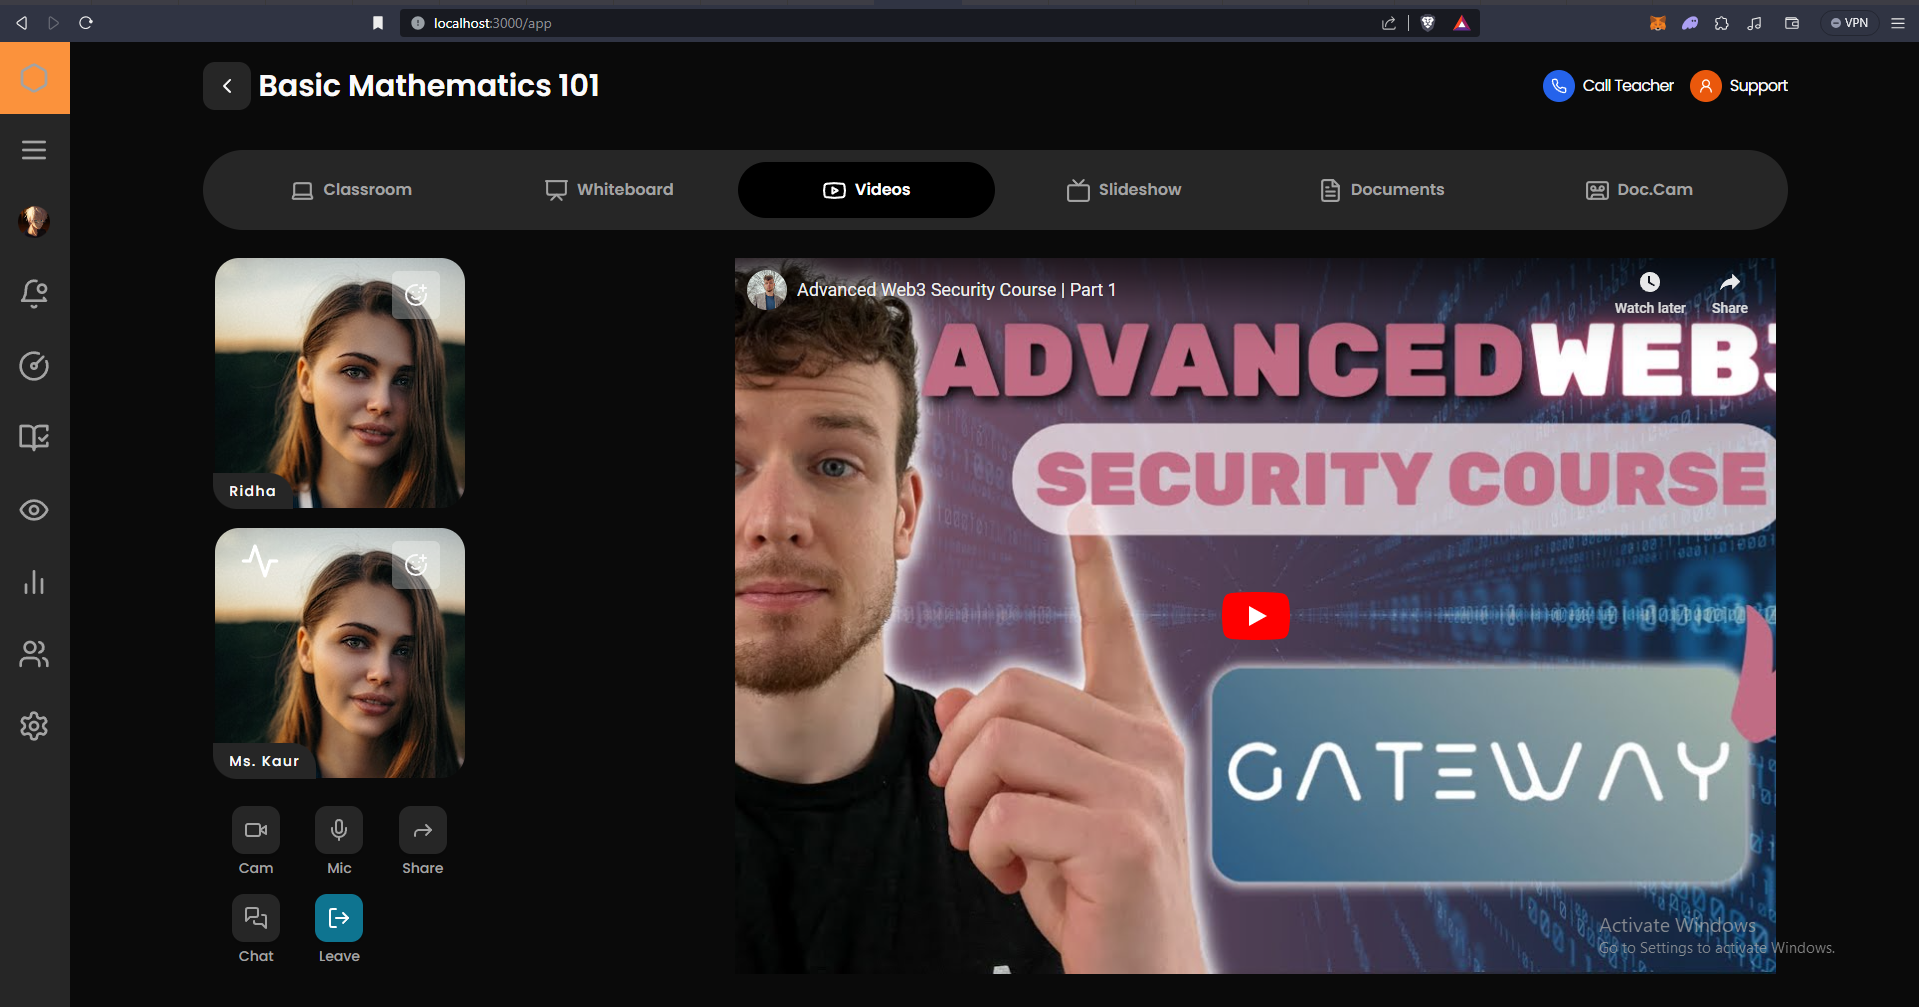 localhost:3000/app
VPN
Basic Mathematics 101
Call Teacher
Support
Classroom
Whiteboard
Videos
Slideshow
Documents
Doc.Cam
Ridha
Ms. Kaur
Cam
Mic
Share
Chat
Leave
Advanced Web3 Security Course | Part 1
Watch later
Share
ADVANCED WEB3
SECURITY COURSE
GATEWAY
Activate Windows
Go to Settings to activate Windows.